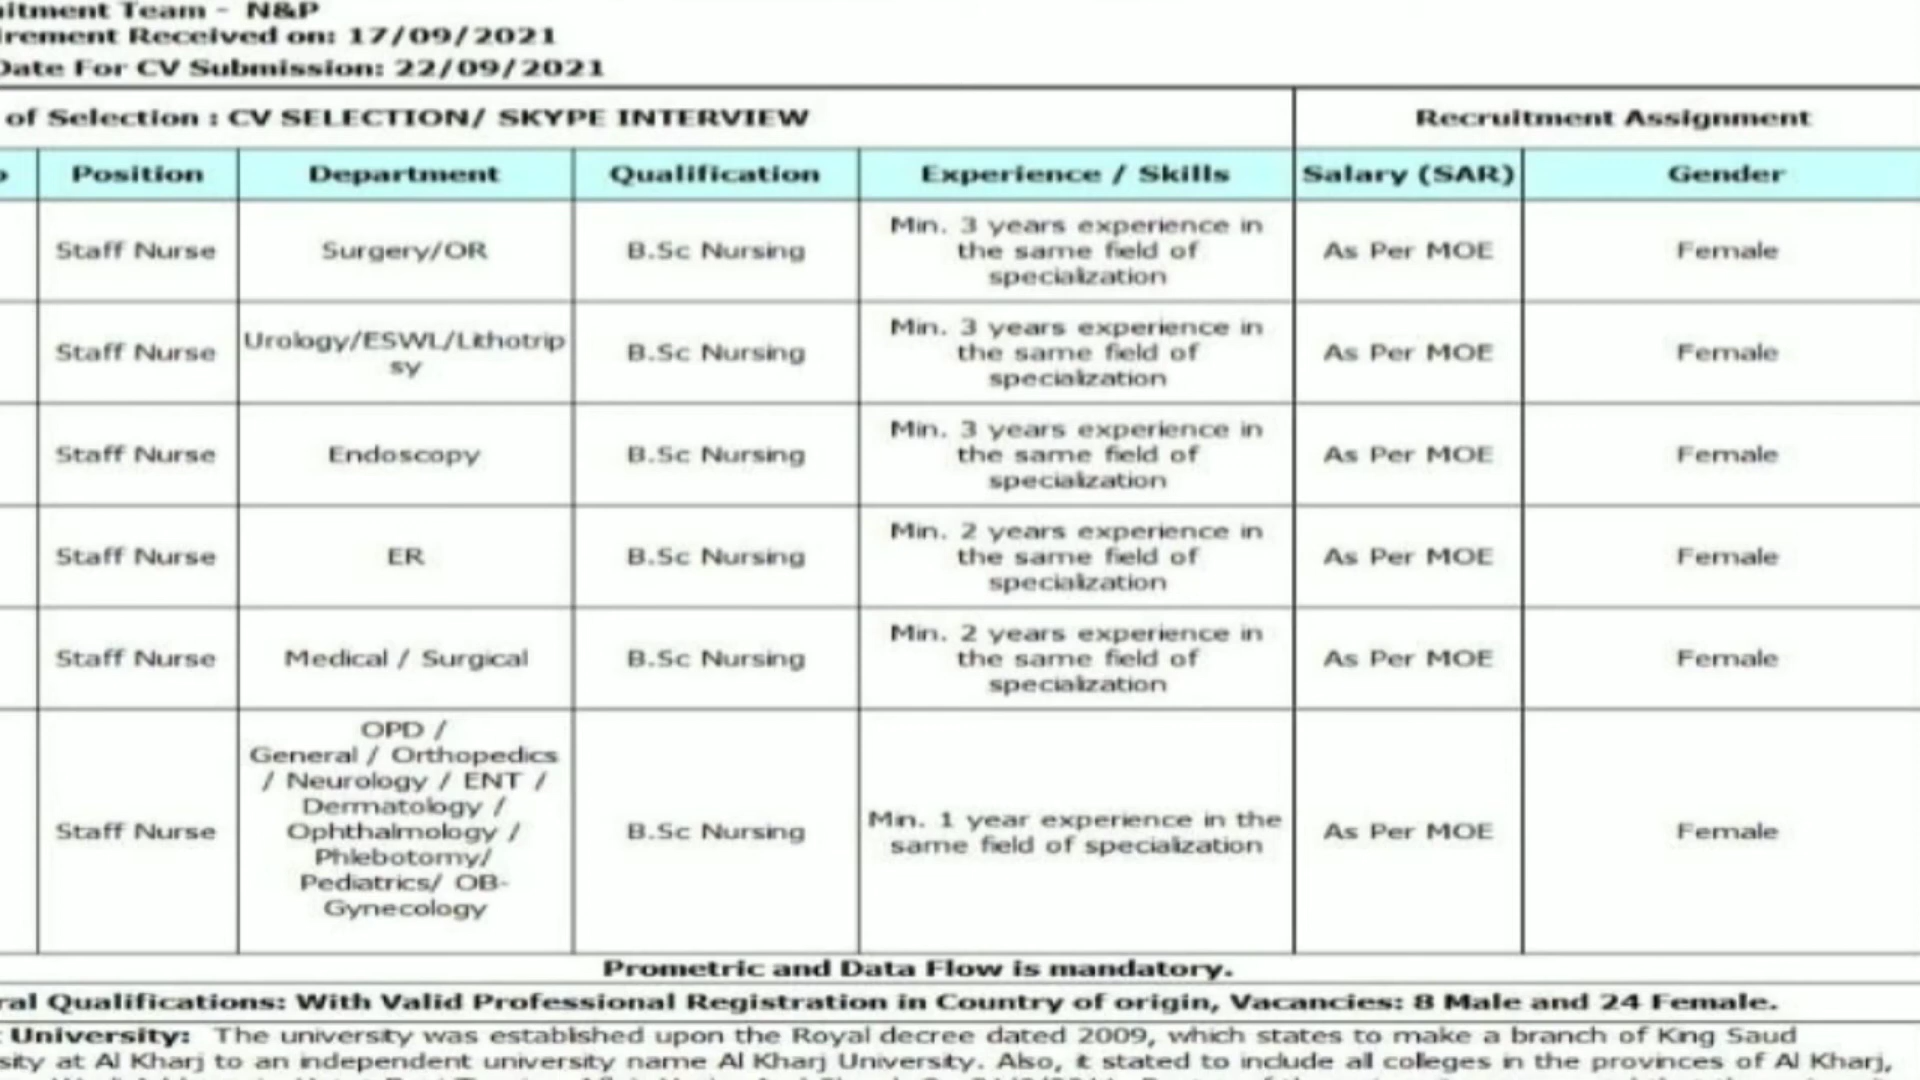 itment Team - N&P
irement Received on: 17/09/2021
Date For CV Submission: 22/09/2021
of Selection : CV SELECTION/ SKYPE INTERVIEW
Recruitment Assignment
Position Department Qualification Experience / Skills Salary (SAR) Gender
Staff Nurse Surgery/OR B.Sc Nursing Min. 3 years experience in the same field of specialization As Per MOE Female
Staff Nurse Urology/ESWL/Lithotrip
sy B.Sc Nursing Min. 3 years experience in the same field of specialization As Per MOE Female
Staff Nurse Endoscopy B.Sc Nursing Min. 3 years experience in the same field of specialization As Per MOE Female
Staff Nurse ER B.Sc Nursing Min. 2 years experience in the same field of specialization As Per MOE Female
Staff Nurse Medical / Surgical B.Sc Nursing Min. 2 years experience in the same field of specialization As Per MOE Female
Staff Nurse
OPD /
General / Orthopedics
/ Neurology / ENT /
Dermatology /
Ophthalmology /
Phlebotomy/
Pediatrics/ OB-
Gynecology
B.Sc Nursing
Min. 1 year experience in the
same field of specialization
As Per MOE
Female
Prometric and Data Flow is mandatory.
ral Qualifications: With Valid Professional Registration in Country of origin, Vacancies: 8 Male and 24 Female.
University: The university was established upon the Royal decree dated 2009, which states to make a branch of King Saud
sity at Al Kharj to an independent university name Al Kharj University. Also, it stated to include all colleges in the provinces of Al Kharj,